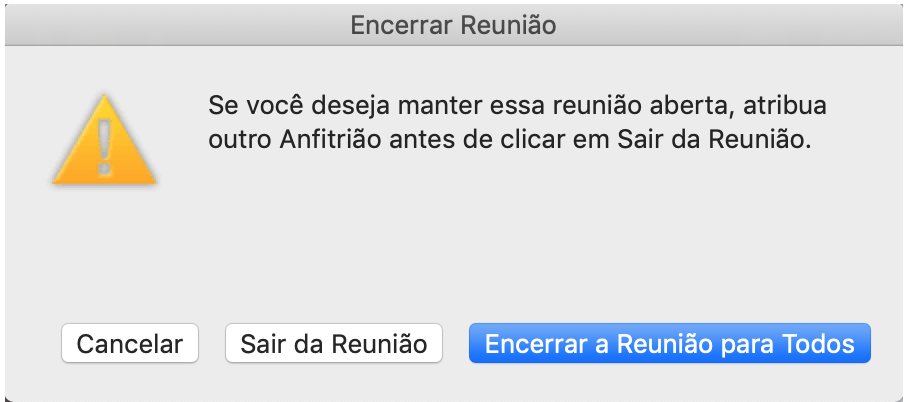 Encerrar Reunião
Se você deseja manter essa reunião aberta, atribua
outro Anfitrião antes de clicar em Sair da Reunião.
Cancelar
Sair da Reunião
Encerrar a Reunião para Todos